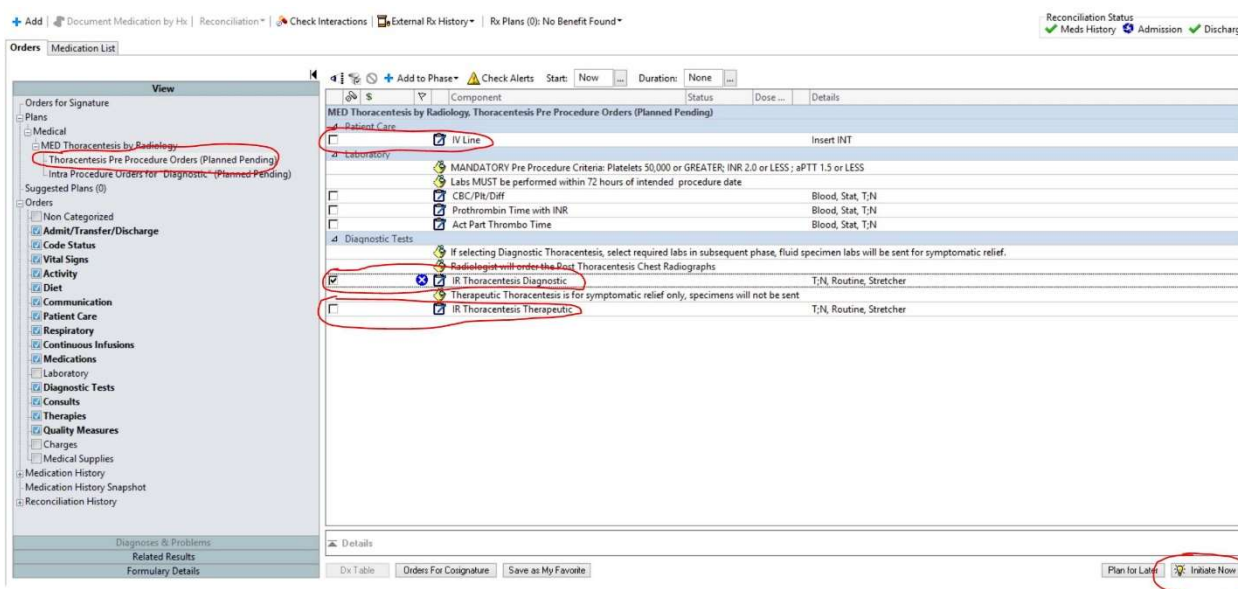 Add Document Medication by Hx Reconciliation Check Interactions External Rx History Rx Plans (0): No Benefit Found
Reconciliation Status
Meds History Admission Discharg
Orders Medication List
View
Orders for Signature
Plans
Medical
MED Thoracentesis by Radiology
Thoracentesis Pre Procedure Orders (Planned Pending)
Intra Procedure Orders for "Diagnostic" (Planned Pending)
Suggested Plans (0)
Orders
Non Categorized
Admit/Transfer/Discharge
Code Status
Vital Signs
Activity
Diet
Communication
Patient Care
Respiratory
Continuous Infusions
Medications
Laboratory
Diagnostic Tests
Consults
Therapies
Quality Measures
Charges
Medical Supplies
Medication History
Medication History Snapshot
Reconciliation History
Diagnoses & Problems
Related Results
Formulary Details
Add to Phase Check Alerts Start: Now ... Duration: None ...
$ Component Status Dose ... Details
MED Thoracentesis by Radiology, Thoracentesis Pre Procedure Orders (Planned Pending)
Patient Care
IV Line Insert INT
Laboratory
MANDATORY Pre Procedure Criteria: Platelets 50,000 or GREATER; INR 2.0 or LESS ; aPTT 1.5 or LESS
Labs MUST be performed within 72 hours of intended procedure date
CBC/Plt/Diff Blood, Stat, T;N
Prothrombin Time with INR Blood, Stat, T;N
Act Part Thrombo Time Blood, Stat, T;N
Diagnostic Tests
If selecting Diagnostic Thoracentesis, select required labs in subsequent phase, fluid specimen labs will be sent for symptomatic relief.
Radiologist will order the Post Thoracentesis Chest Radiographs
IR Thoracentesis Diagnostic T;N, Routine, Stretcher
Therapeutic Thoracentesis is for symptomatic relief only, specimens will not be sent
IR Thoracentesis Therapeutic T;N, Routine, Stretcher
Details
Dx Table Orders For Cosignature Save as My Favorite Plan for Later Initiate Now